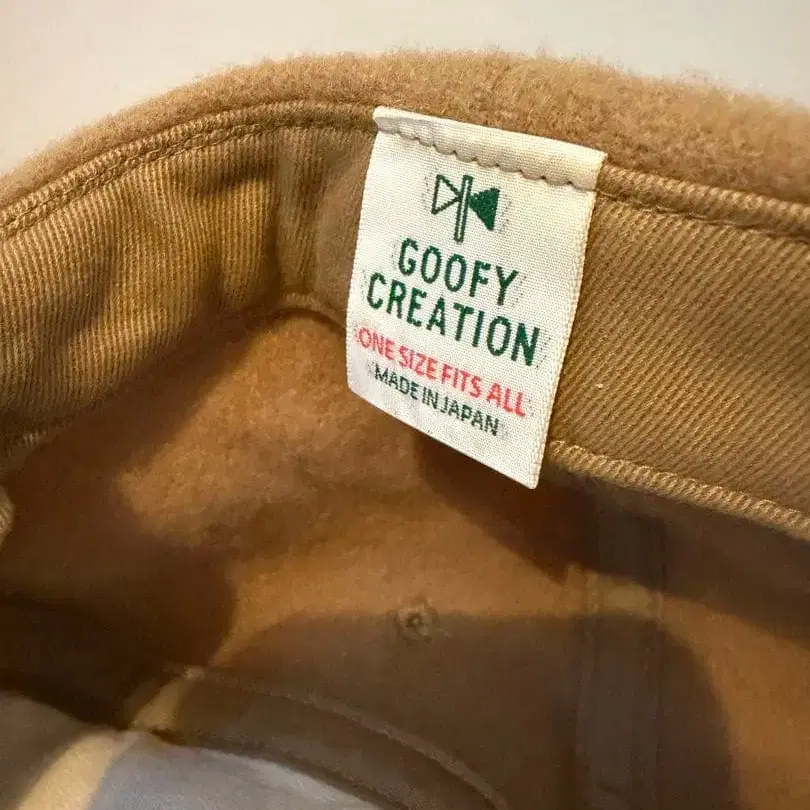 GOOFY
CREATION
ONE SIZE FITS ALL
MADE IN JAPAN